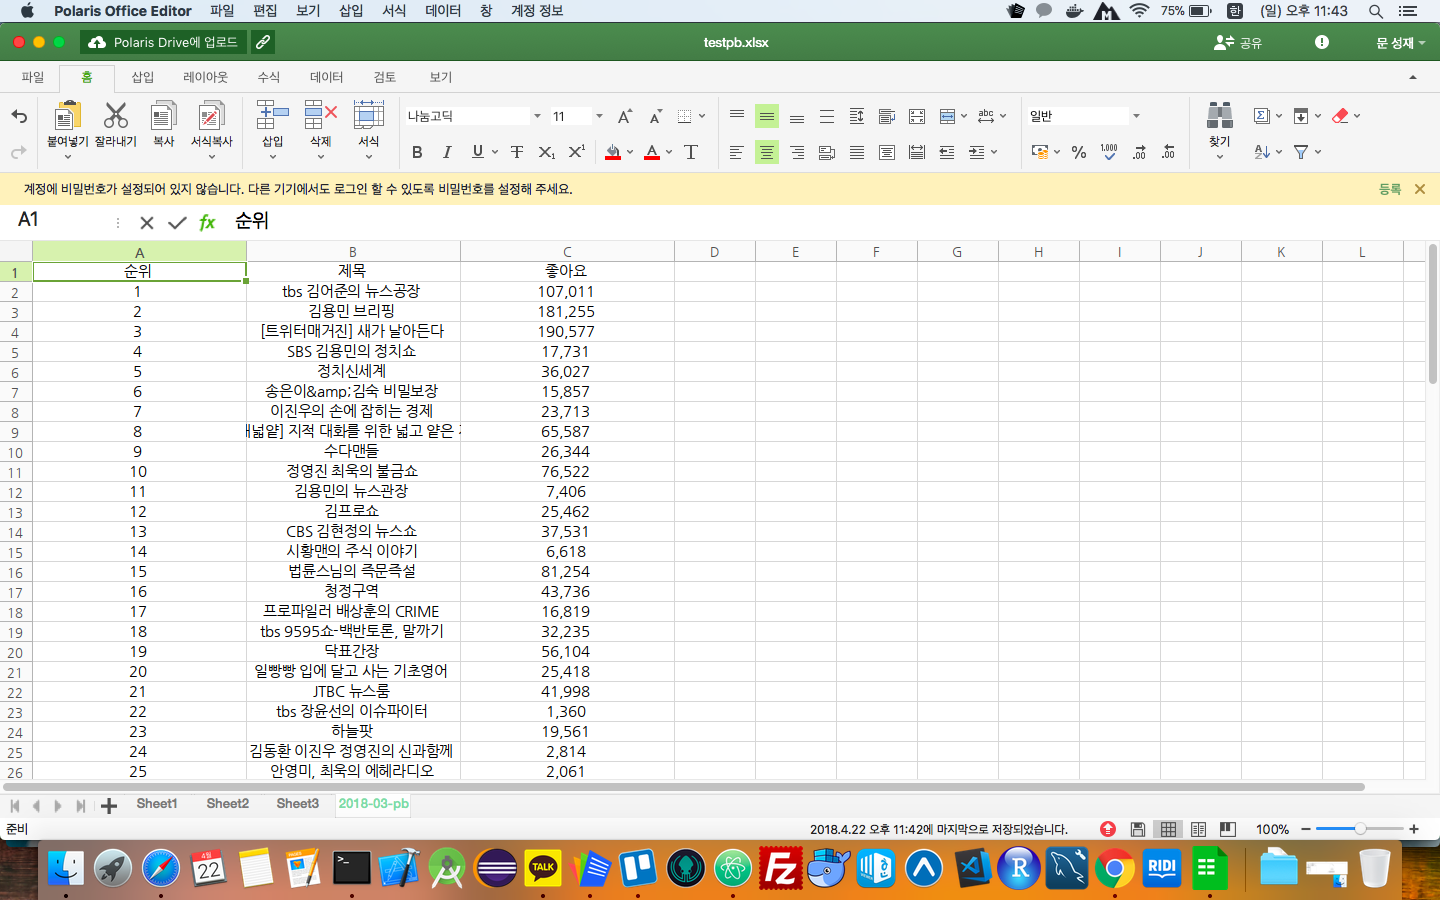 Polaris Office Editor 파일 편집 보기 삽입 서식 데이터 창 계정 정보 75% 한 (일) 오후 11:43
Polaris Drive에 업로드 testpb.xlsx 공유 문 성재
파일 홈 삽입 레이아웃 수식 데이터 검토 보기
붙여넣기 잘라내기 복사 서식복사 삽입 삭제 서식 나눔고딕 11 abc 일반 찾기
B I U T X₁ X¹ A T % 1,000 .00 .00
계정에 비밀번호가 설정되어 있지 않습니다. 다른 기기에서도 로그인 할 수 있도록 비밀번호를 설정해 주세요. 등록
A1 fx 순위
A B C D E F G H I J K L
1 순위 제목 좋아요
2 1 tbs 김어준의 뉴스공장 107,011
3 2 김용민 브리핑 181,255
4 3 [트위터매거진] 새가 날아든다 190,577
5 4 SBS 김용민의 정치쇼 17,731
6 5 정치신세계 36,027
7 6 송은이&amp;김숙 비밀보장 15,857
8 7 이진우의 손에 잡히는 경제 23,713
9 8 넓얕] 지적 대화를 위한 넓고 얕은 65,587
10 9 수다맨들 26,344
11 10 정영진 최욱의 불금쇼 76,522
12 11 김용민의 뉴스관장 7,406
13 12 김프로쇼 25,462
14 13 CBS 김현정의 뉴스쇼 37,531
15 14 시황맨의 주식 이야기 6,618
16 15 법륜스님의 즉문즉설 81,254
17 16 청정구역 43,736
18 17 프로파일러 배상훈의 CRIME 16,819
19 18 tbs 9595쇼-백반토론, 말까기 32,235
20 19 닥표간장 56,104
21 20 일빵빵 입에 달고 사는 기초영어 25,418
22 21 JTBC 뉴스룸 41,998
23 22 tbs 장윤선의 이슈파이터 1,360
24 23 하늘팟 19,561
25 24 김동환 이진우 정영진의 신과함께 2,814
26 25 안영미, 최욱의 에헤라디오 2,061
Sheet1 Sheet2 Sheet3 2018-03-pb
준비 2018.4.22 오후 11:42에 마지막으로 저장되었습니다. 100%
4월 22 TALK FZ R RIDI